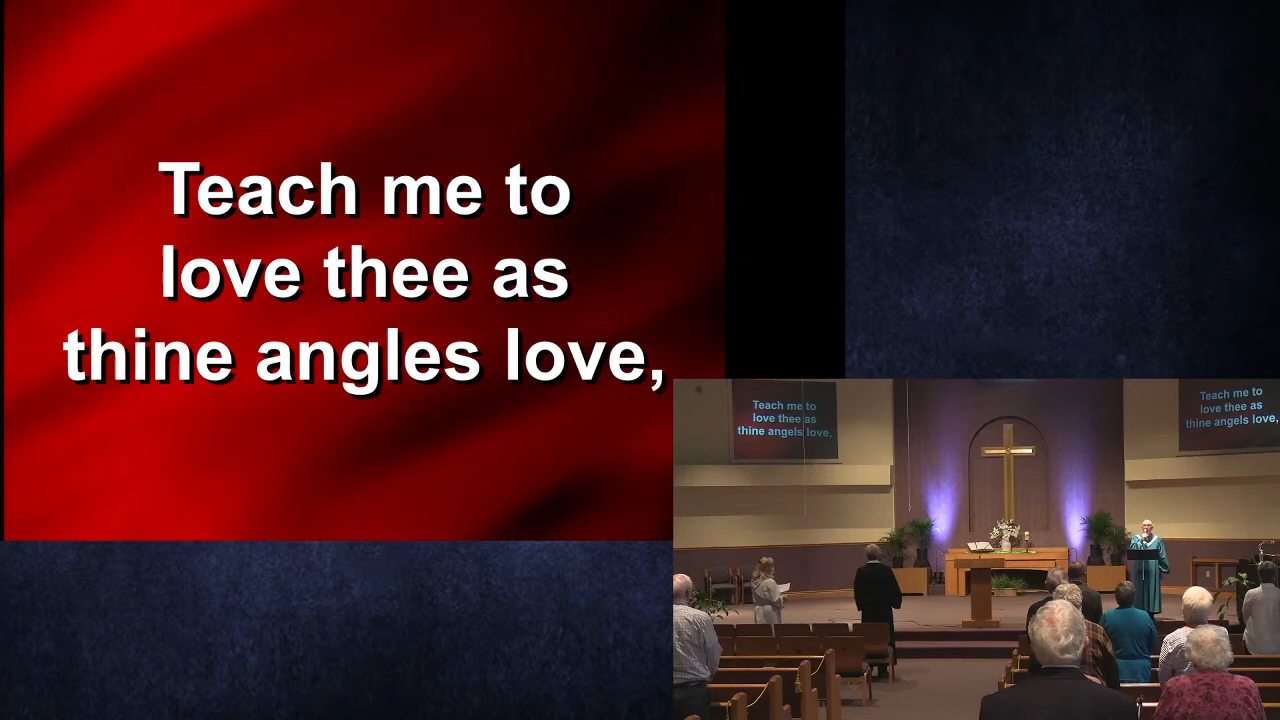 Teach me to
love thee as
thine angles love,
Teach me to
love thee as
thine angels love,
Teach me to
love thee as
thine angels love,